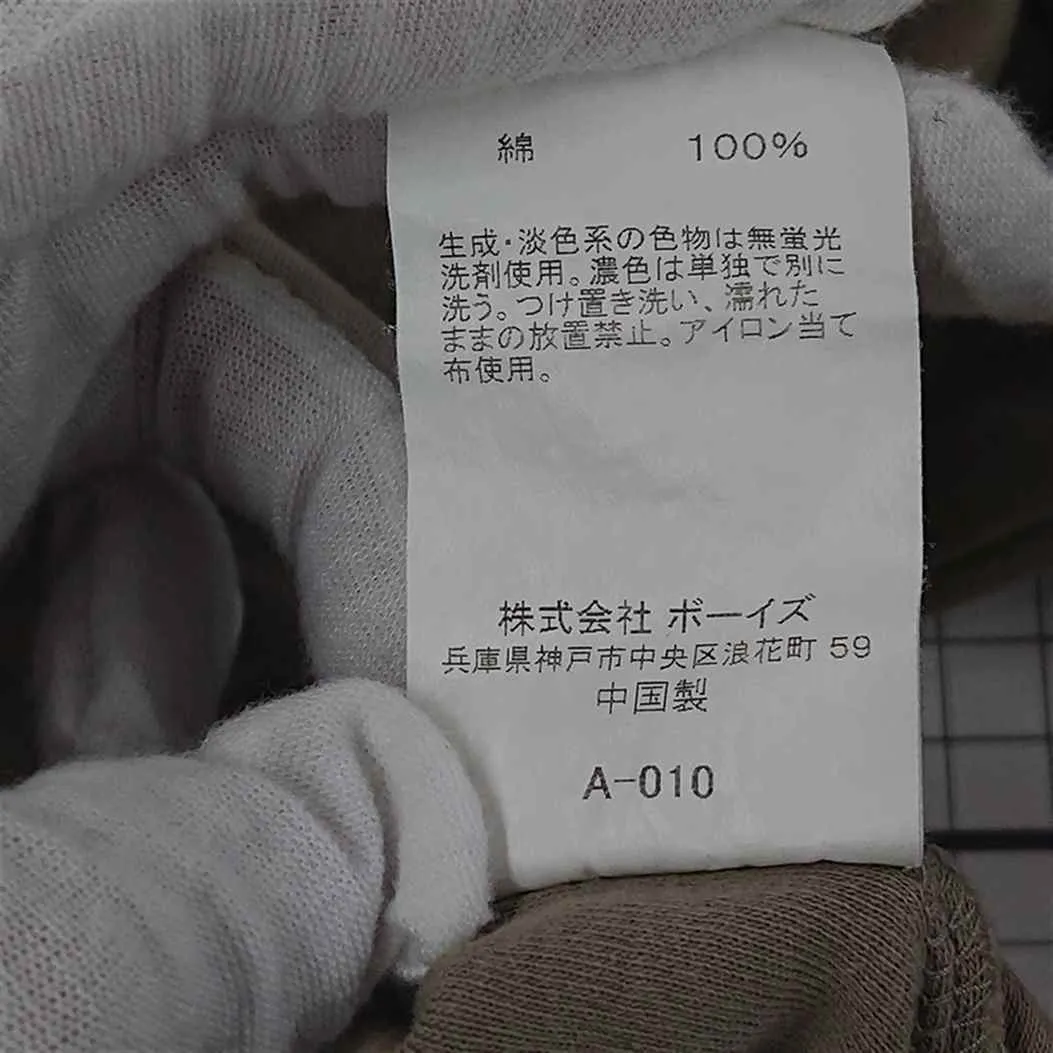 綿 100%
生成・淡色系の色物は無蛍光
洗剤使用。濃色は単独で別に
洗う。つけ置き洗い、濡れた
ままの放置禁止。アイロン当て
布使用。
株式会社 ボーイズ
兵庫県神戸市中央区浪花町 59
中国製
A-010